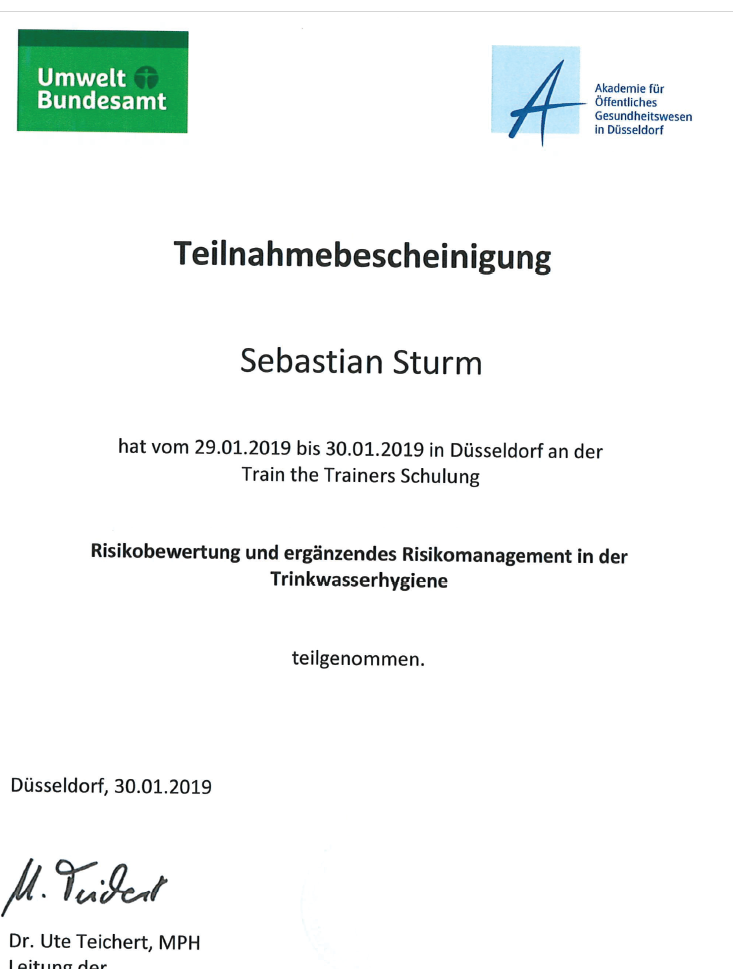 Umwelt
Bundesamt
Akademie für
Öffentliches
Gesundheitswesen
in Düsseldorf
Teilnahmebescheinigung
Sebastian Sturm
hat vom 29.01.2019 bis 30.01.2019 in Düsseldorf an der
Train the Trainers Schulung
Risikobewertung und ergänzendes Risikomanagement in der
Trinkwasserhygiene
teilgenommen.
Düsseldorf, 30.01.2019
U. Teichert
Dr. Ute Teichert, MPH
Leitung der